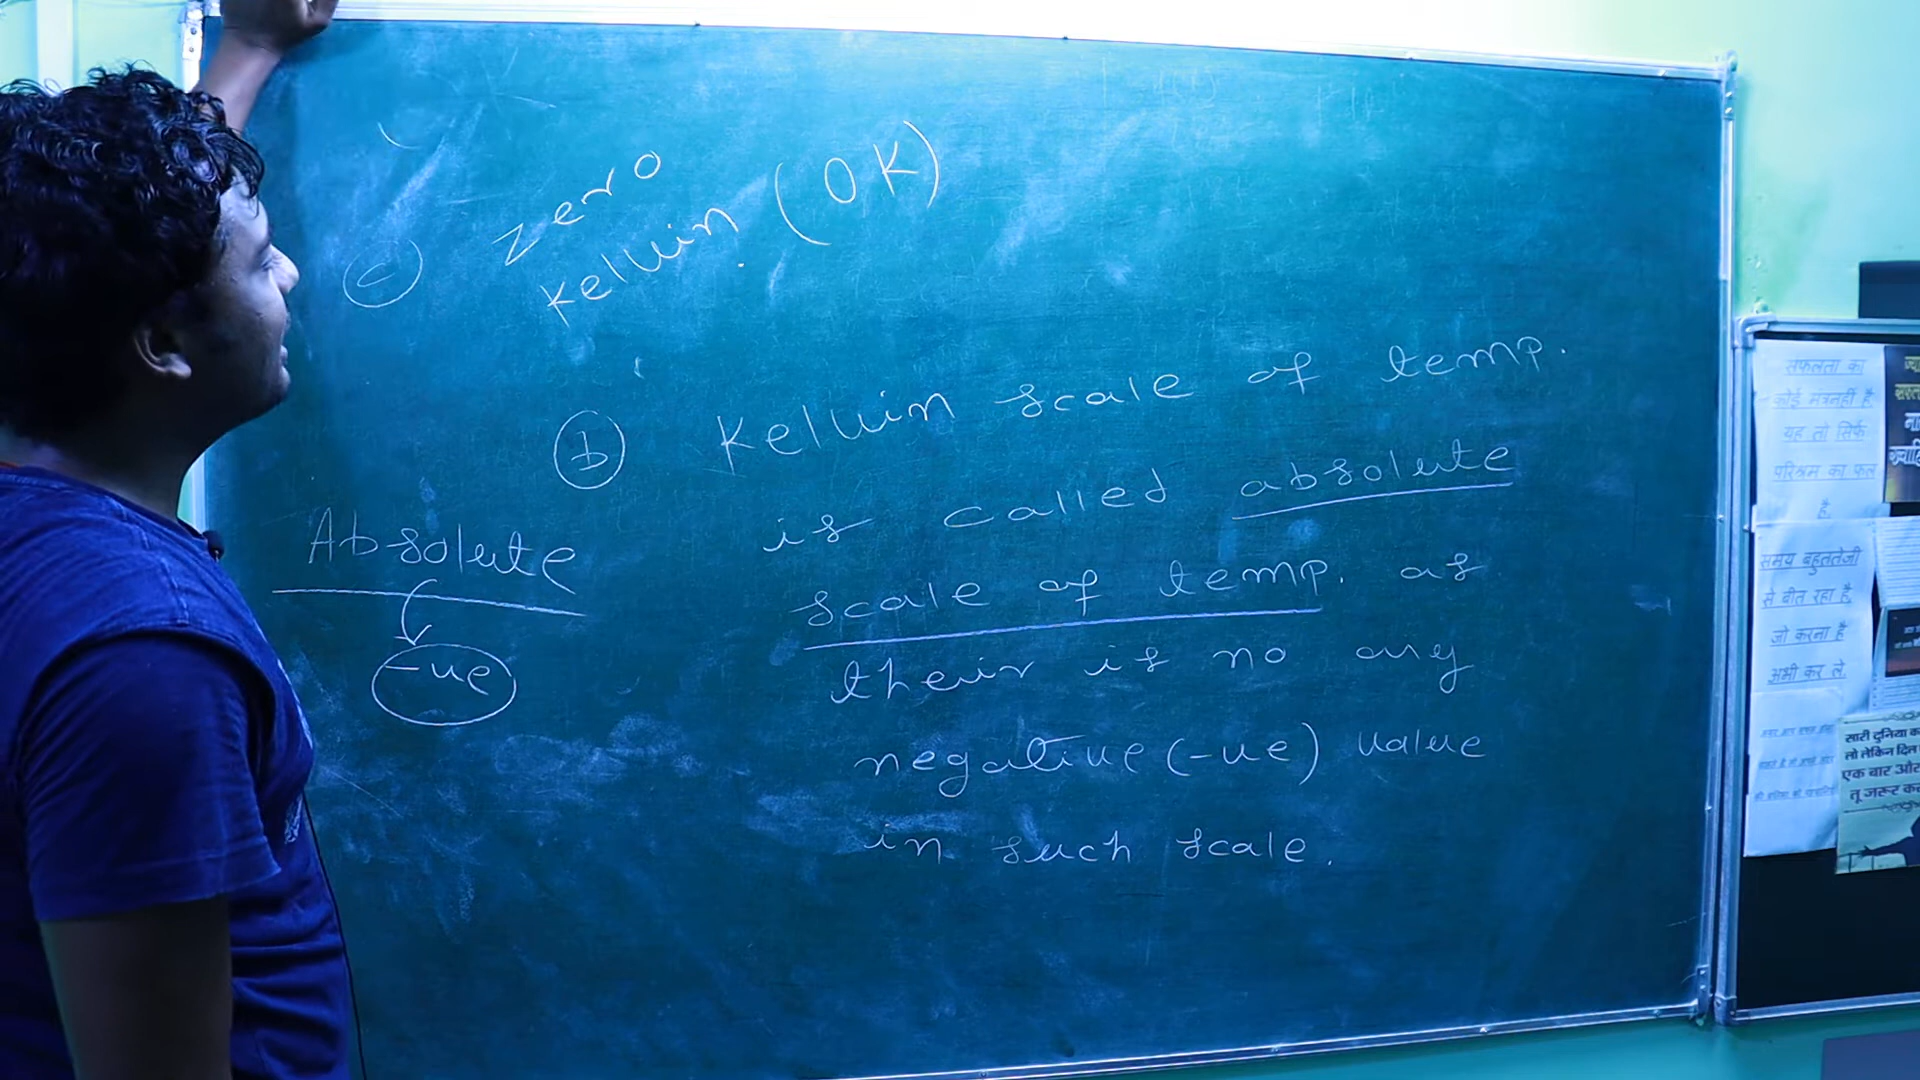 c zero
kelvin (0K)
b Kelvin scale of temp.
is called absolute
scale of temp. as
their is no any
negative (-ve) value
in such scale.
Absolute
-ve
सफलता का
कोई मंत्र नहीं है
यह तो सिर्फ
परिश्रम का फल
है.
समय बहुत तेजी
से बीत रहा है,
जो करना है
अभी कर ले.
सारी दुनिया क
लो लेकिन दिल
एक बार और
तू जरूर कर